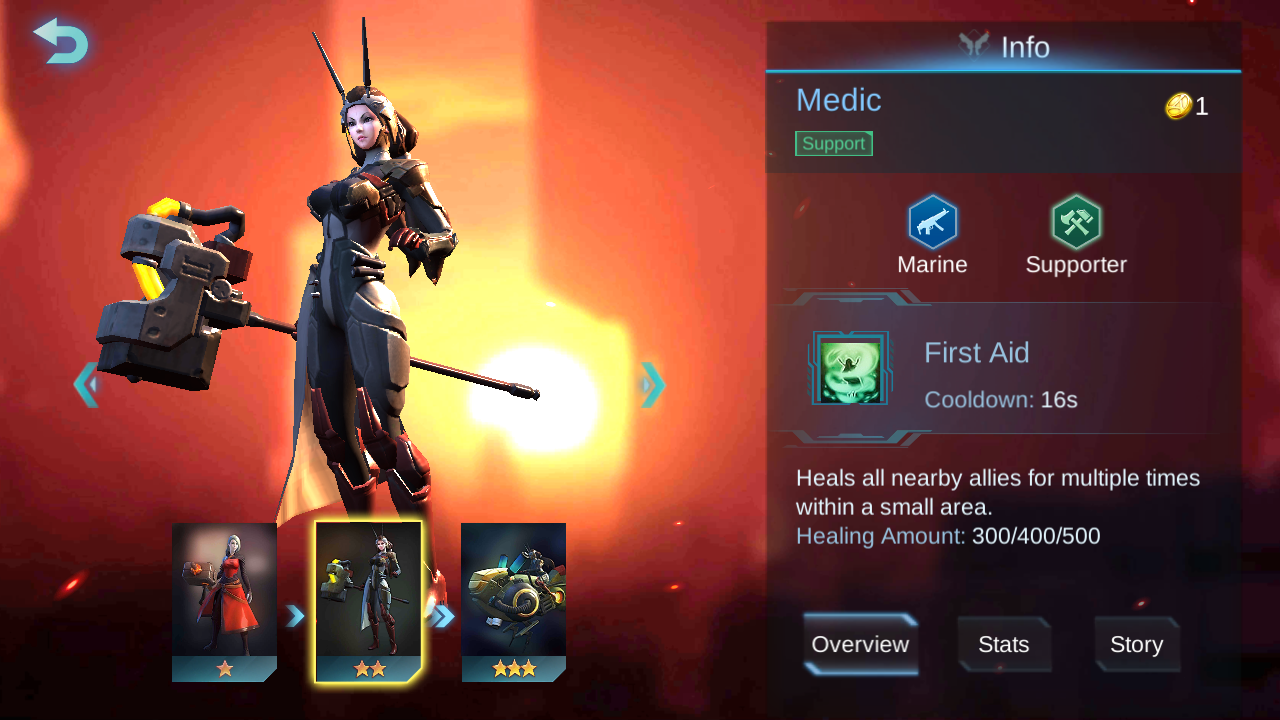 Info
Medic
1
Support
Marine
Supporter
First Aid
Cooldown: 16s
Heals all nearby allies for multiple times
within a small area.
Healing Amount: 300/400/500
Overview
Stats
Story